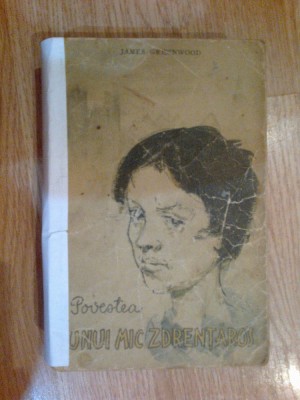 JAMES GREENWOOD
Povestea
UNUI MIC ZDRENȚĂROS